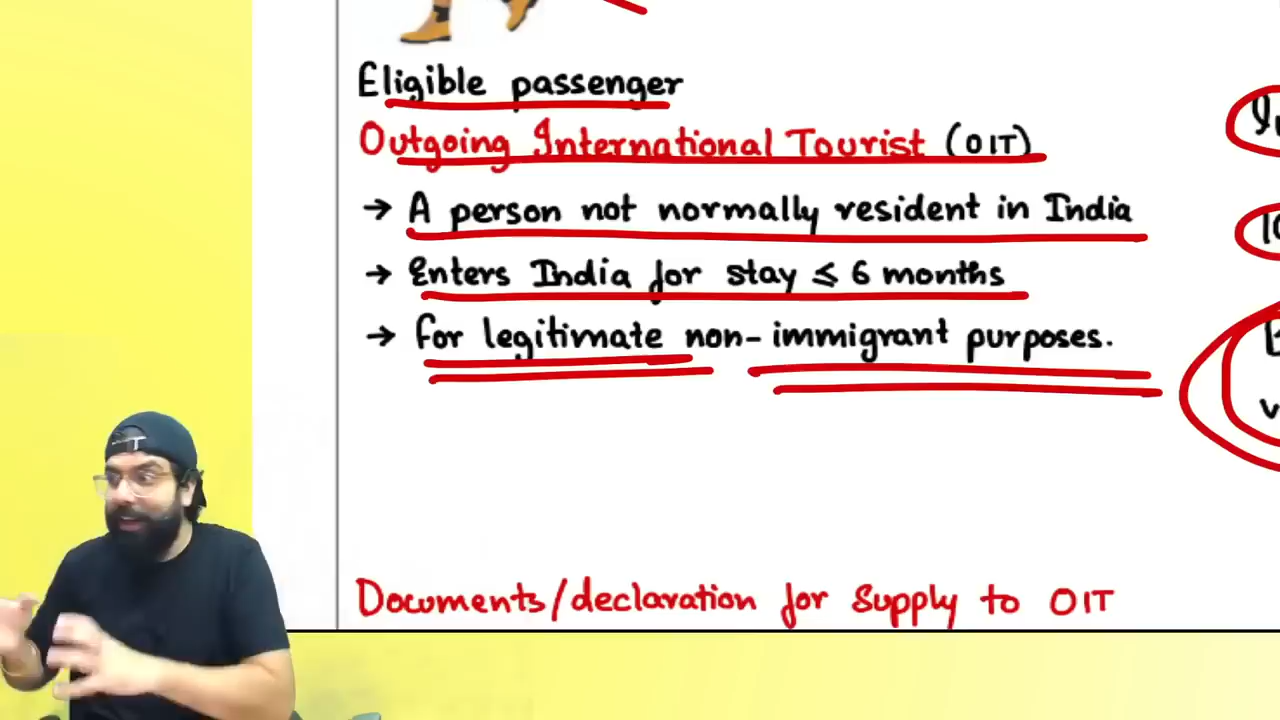 Eligible passenger
Outgoing International Tourist (OIT)
→ A person not normally resident in India
→ Enters India for stay ≤ 6 months
→ for legitimate non-immigrant purposes.
Documents/declaration for supply to OIT